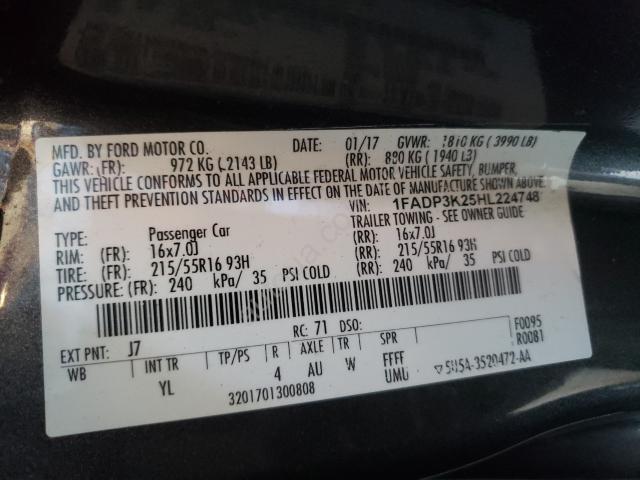 MFD. BY FORD MOTOR CO. DATE: 01/17 GVWR: 1810 KG ( 3990 LB)
GAWR: (FR): 972 KG ( 2143 LB) (RR): 880 KG ( 1940 LB)
THIS VEHICLE CONFORMS TO ALL APPLICABLE FEDERAL MOTOR VEHICLE SAFETY, BUMPER,
AND THEFT PREVENTION STANDARDS IN EFFECT ON THE DATE OF MANUFACTURE SHOWN ABOVE.
VIN: 1FADP3K25HL224748
TYPE: Passenger Car TRAILER TOWING - SEE OWNER GUIDE
RIM: (FR): 16x7.0J (RR): 16x7.0J
TIRE: (FR): 215/55R16 93H (RR): 215/55R16 93H
PRESSURE: (FR): 240 kPa/ 35 PSI COLD (RR): 240 kPa/ 35 PSI COLD
EXT PNT: J7 RC: 71 DSO: F0095
WB INT TR TP/PS R AXLE TR SPR R0081
YL 4 AU W FFFF
UMU
3201701300808 3520472-AA